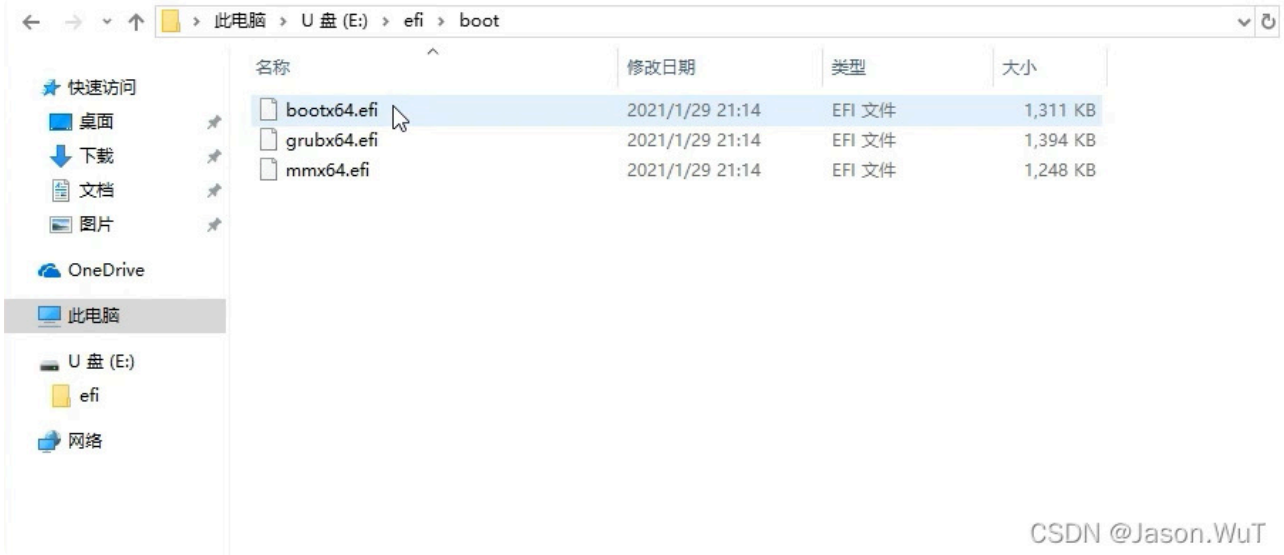 此电脑 › U 盘 (E:) › efi › boot
名称 修改日期 类型 大小
快速访问
桌面
下载
文档
图片
OneDrive
此电脑
U 盘 (E:)
efi
网络
bootx64.efi 2021/1/29 21:14 EFI 文件 1,311 KB
grubx64.efi 2021/1/29 21:14 EFI 文件 1,394 KB
mmx64.efi 2021/1/29 21:14 EFI 文件 1,248 KB
CSDN @Jason.WuT